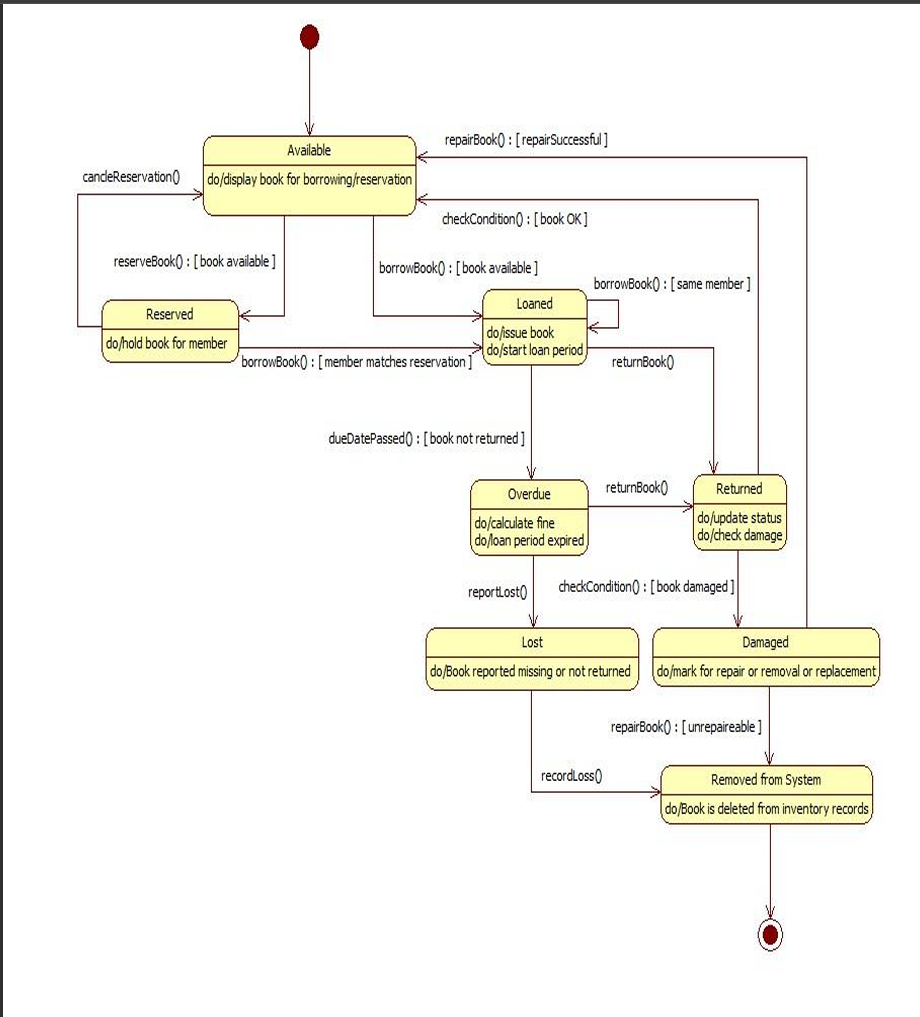 repairBook() : [ repairSuccessful ]
Available
do/display book for borrowing/reservation
cancleReservation()
checkCondition() : [ book OK ]
reserveBook() : [ book available ]
borrowBook() : [ book available ]
borrowBook() : [ same member ]
Loaned
do/issue book
do/start loan period
Reserved
do/hold book for member
borrowBook() : [ member matches reservation ]
returnBook()
dueDatePassed() : [ book not returned ]
Overdue
do/calculate fine
do/loan period expired
returnBook()
Returned
do/update status
do/check damage
reportLost()
checkCondition() : [ book damaged ]
Lost
do/Book reported missing or not returned
Damaged
do/mark for repair or removal or replacement
repairBook() : [ unrepaireable ]
recordLoss()
Removed from System
do/Book is deleted from inventory records